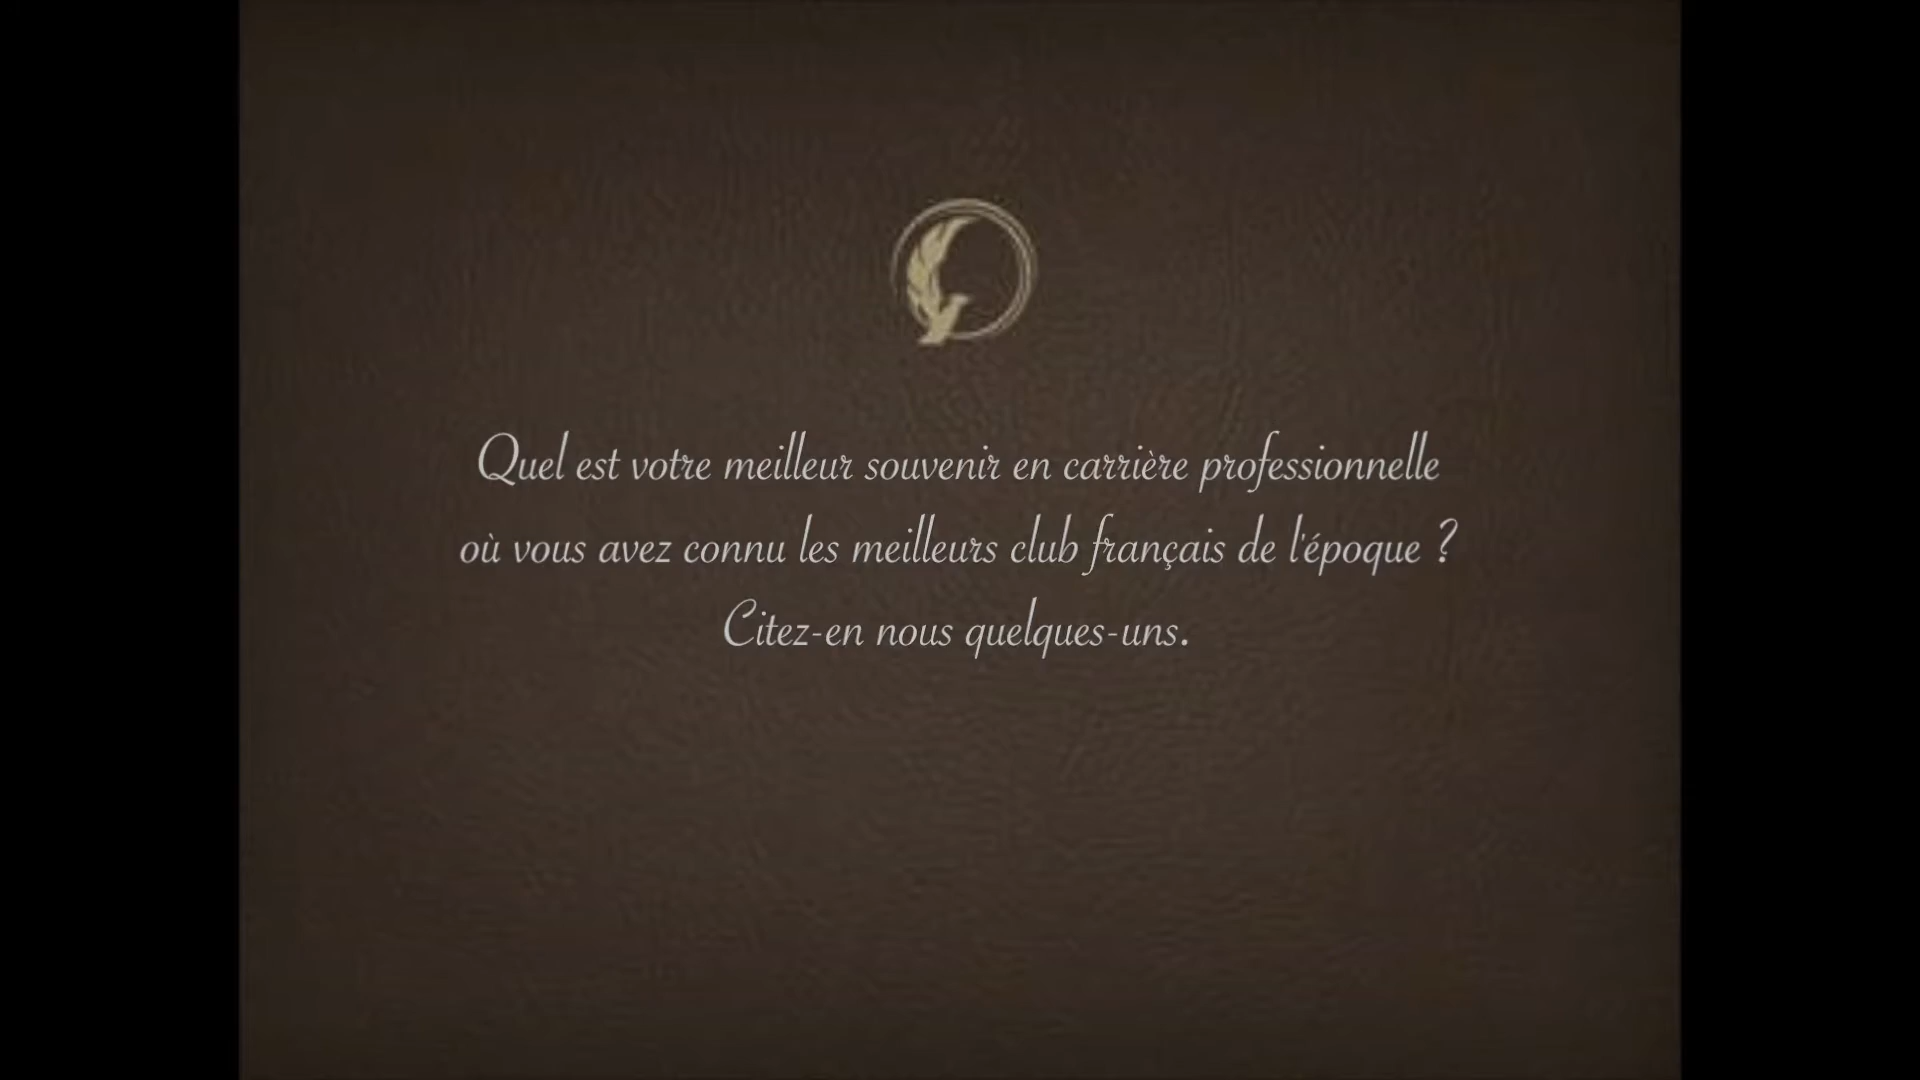 Quel est votre meilleur souvenir en carrière professionnelle
où vous avez connu les meilleurs club français de l'époque ?
Citez-en nous quelques-uns.